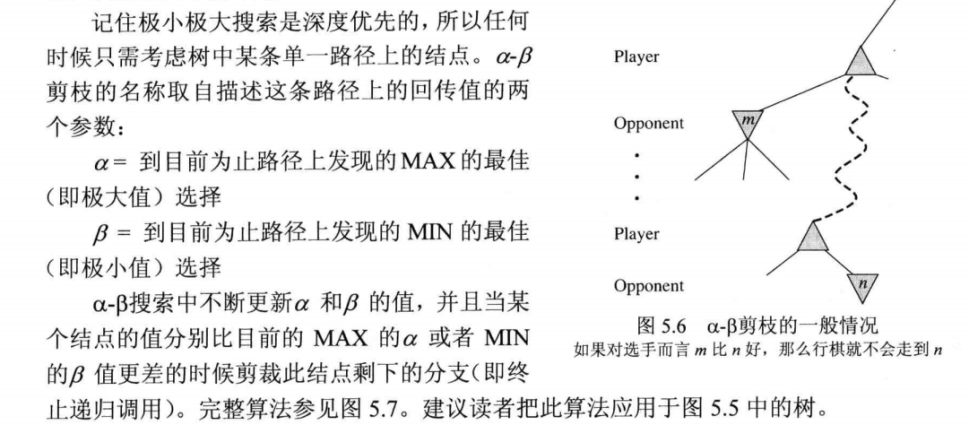 记住极小极大搜索是深度优先的，所以任何
时候只需考虑树中某条单一路径上的结点。α-β
剪枝的名称取自描述这条路径上的回传值的两
个参数：
α = 到目前为止路径上发现的 MAX 的最佳
（即极大值）选择
β = 到目前为止路径上发现的 MIN 的最佳
（即极小值）选择
α-β搜索中不断更新α 和β 的值，并且当某
个结点的值分别比目前的 MAX 的α 或者 MIN
的β 值更差的时候剪裁此结点剩下的分支（即终
止递归调用）。完整算法参见图 5.7。建议读者把此算法应用于图 5.5 中的树。
Player
Opponent
m
Player
Opponent
n
图 5.6 α-β剪枝的一般情况
如果对选手而言 m 比 n 好，那么行棋就不会走到 n